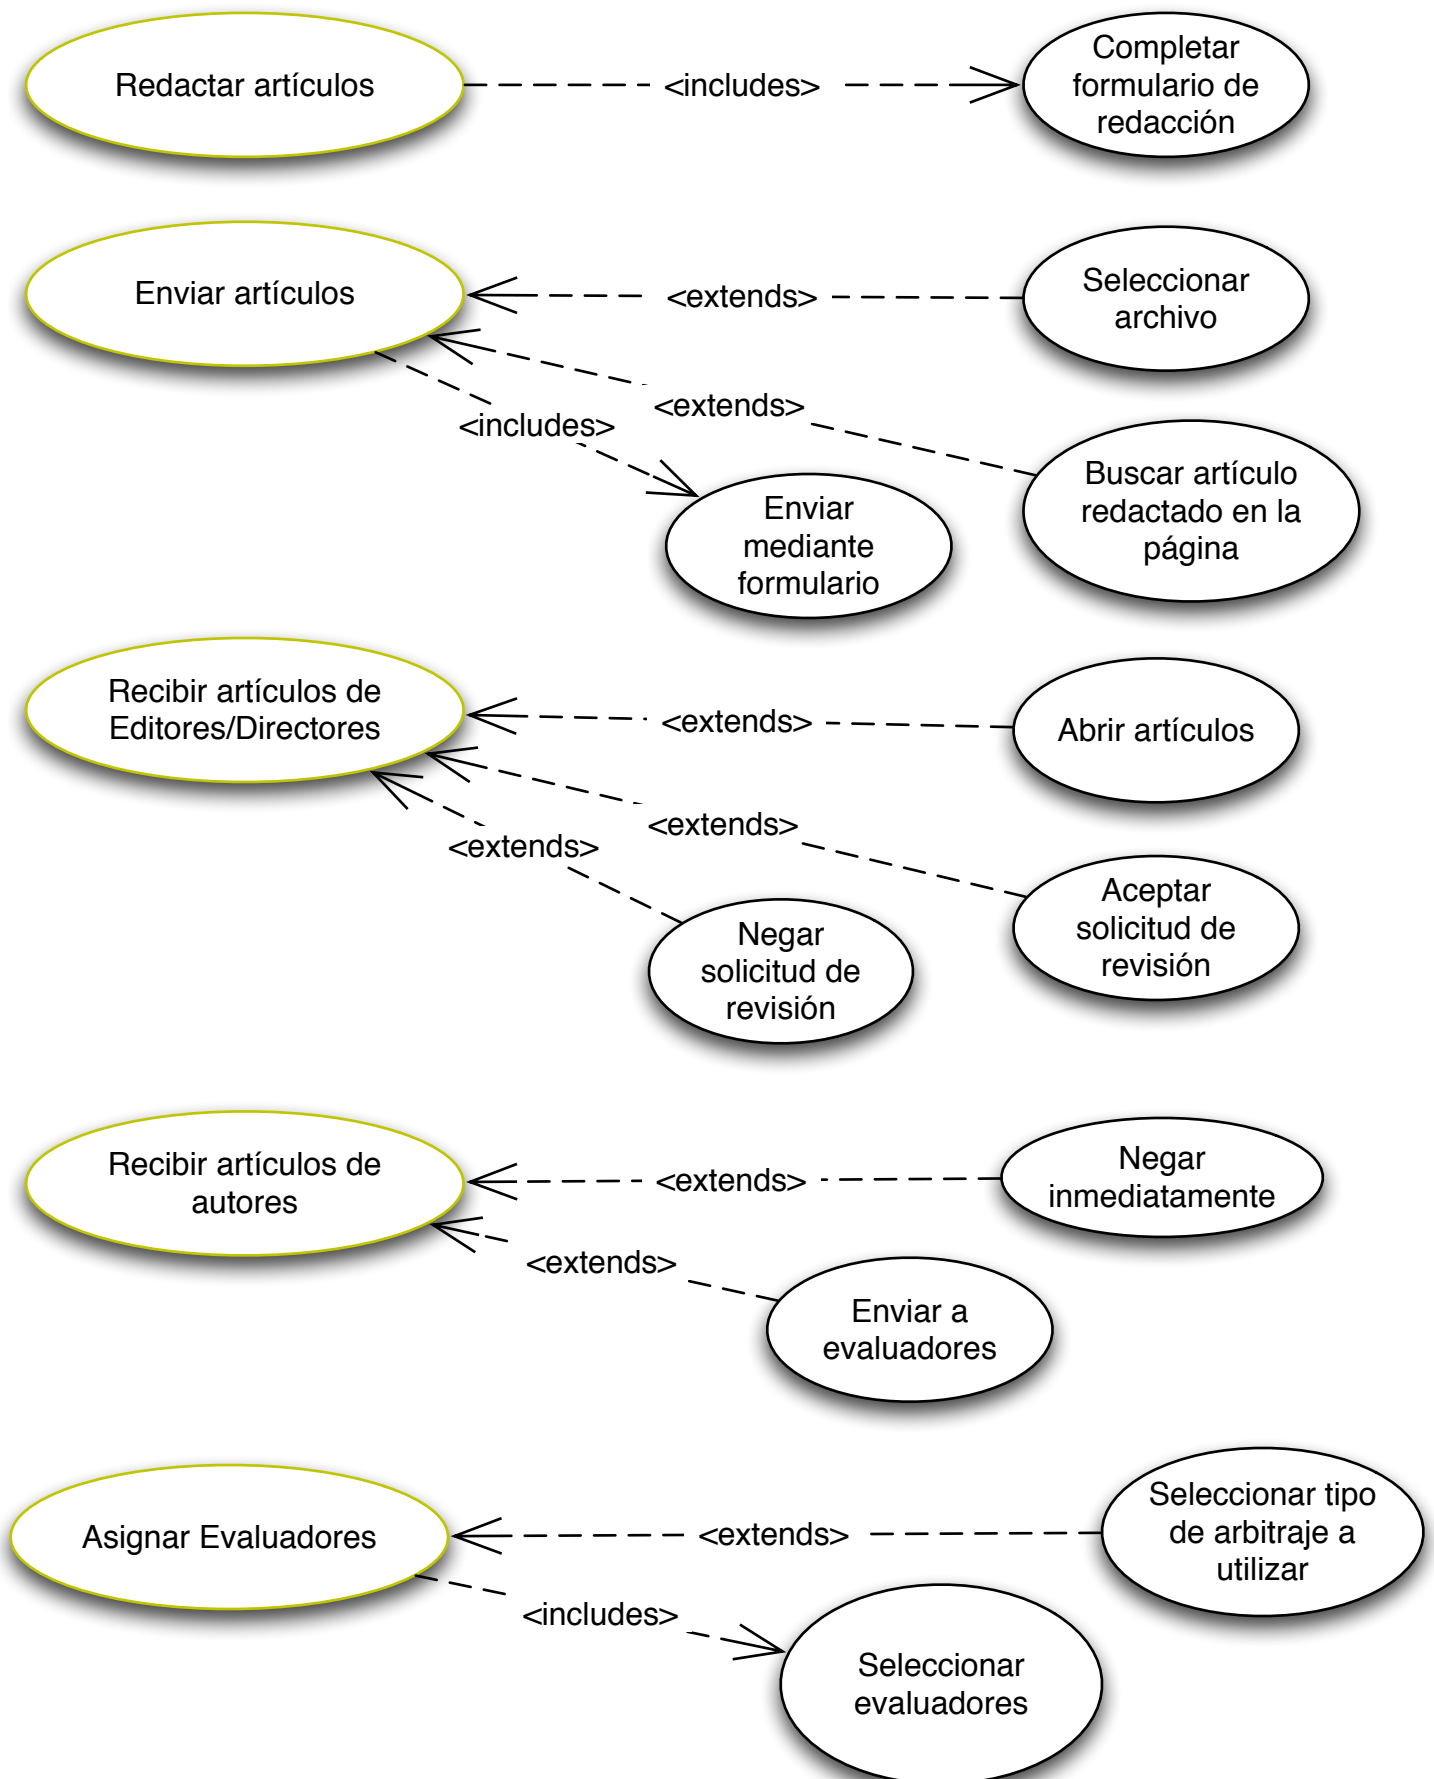 Redactar artículos
<includes>
Completar
formulario de
redacción
Enviar artículos
<extends>
Seleccionar
archivo
<extends>
<includes>
Buscar artículo
redactado en la
página
Enviar
mediante
formulario
Recibir artículos de
Editores/Directores
<extends>
Abrir artículos
<extends>
<extends>
Aceptar
solicitud de
revisión
Negar
solicitud de
revisión
Recibir artículos de
autores
<extends>
Negar
inmediatamente
<extends>
Enviar a
evaluadores
Asignar Evaluadores
<extends>
Seleccionar tipo
de arbitraje a
utilizar
<includes>
Seleccionar
evaluadores